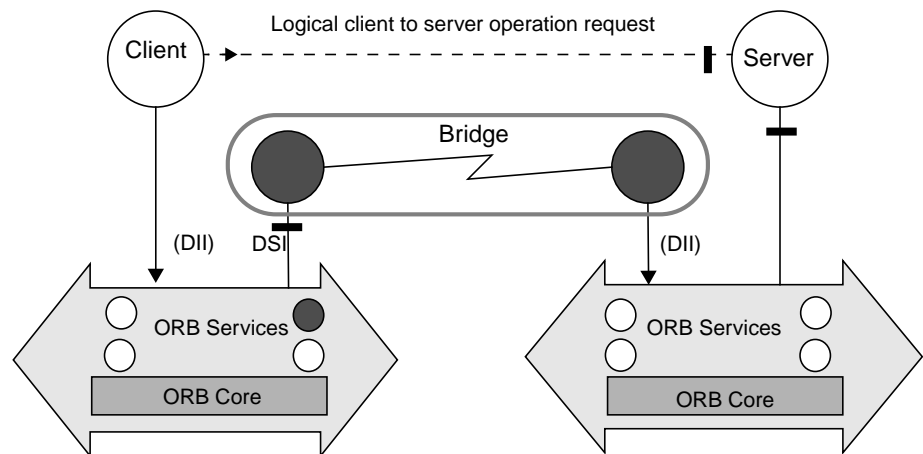 Logical client to server operation request
Client
Server
Bridge
(DII)
DSI
(DII)
ORB Services
ORB Services
ORB Core
ORB Core